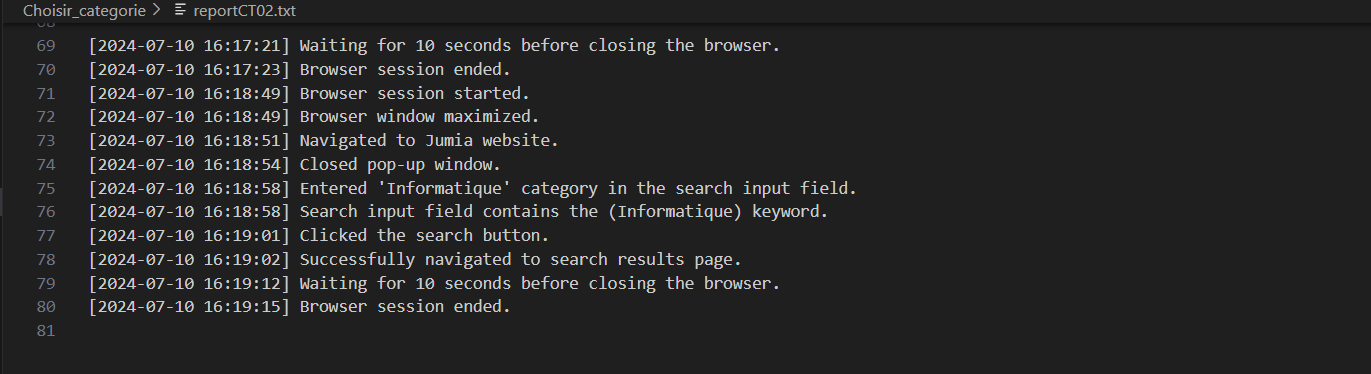 Choisir_categorie > reportCT02.txt
68
69 [2024-07-10 16:17:21] Waiting for 10 seconds before closing the browser.
70 [2024-07-10 16:17:23] Browser session ended.
71 [2024-07-10 16:18:49] Browser session started.
72 [2024-07-10 16:18:49] Browser window maximized.
73 [2024-07-10 16:18:51] Navigated to Jumia website.
74 [2024-07-10 16:18:54] Closed pop-up window.
75 [2024-07-10 16:18:58] Entered 'Informatique' category in the search input field.
76 [2024-07-10 16:18:58] Search input field contains the (Informatique) keyword.
77 [2024-07-10 16:19:01] Clicked the search button.
78 [2024-07-10 16:19:02] Successfully navigated to search results page.
79 [2024-07-10 16:19:12] Waiting for 10 seconds before closing the browser.
80 [2024-07-10 16:19:15] Browser session ended.
81